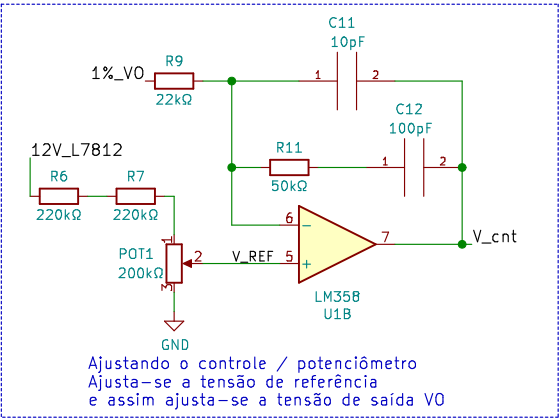 C11
10pF
1 2
1%_VO
R9
22kΩ
C12
100pF
1 2
R11
50kΩ
12V_L7812
R6
220kΩ
R7
220kΩ
POT1
200kΩ
1
2
3
V_REF
6
5
7
V_cnt
LM358
U1B
GND
Ajustando o controle / potenciômetro
Ajusta-se a tensão de referência
e assim ajusta-se a tensão de saída VO